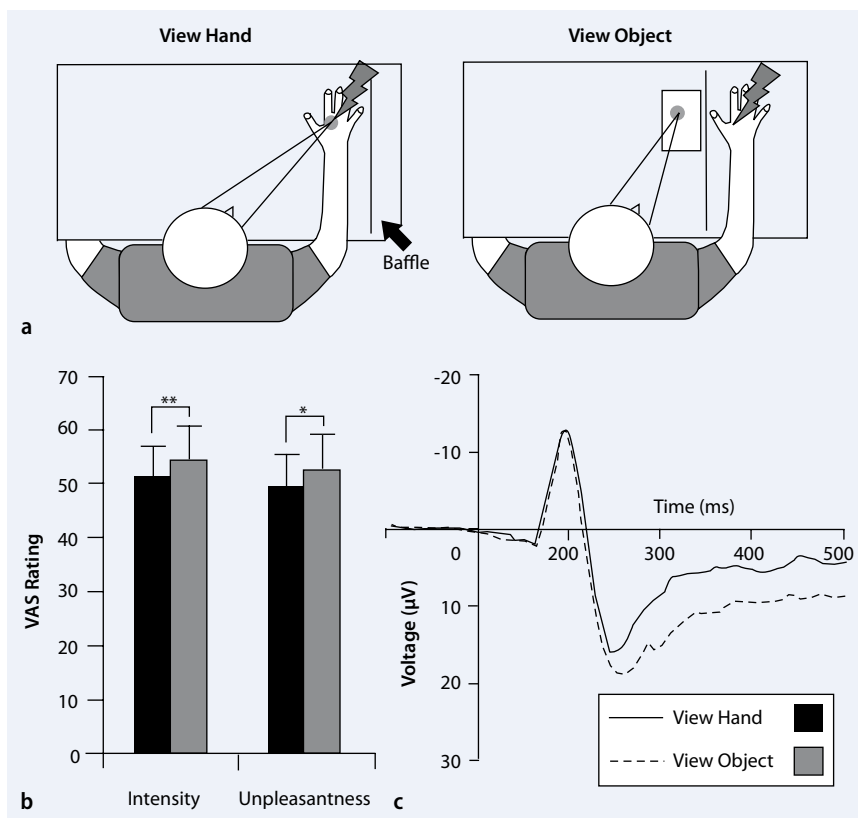 View Hand
View Object
Baffle
a
70
60
50
40
30
20
10
0
VAS Rating
**
*
Intensity
Unpleasantness
b
-20
-10
Time (ms)
0
200
300
400
500
10
20
30
Voltage (µV)
View Hand
View Object
c